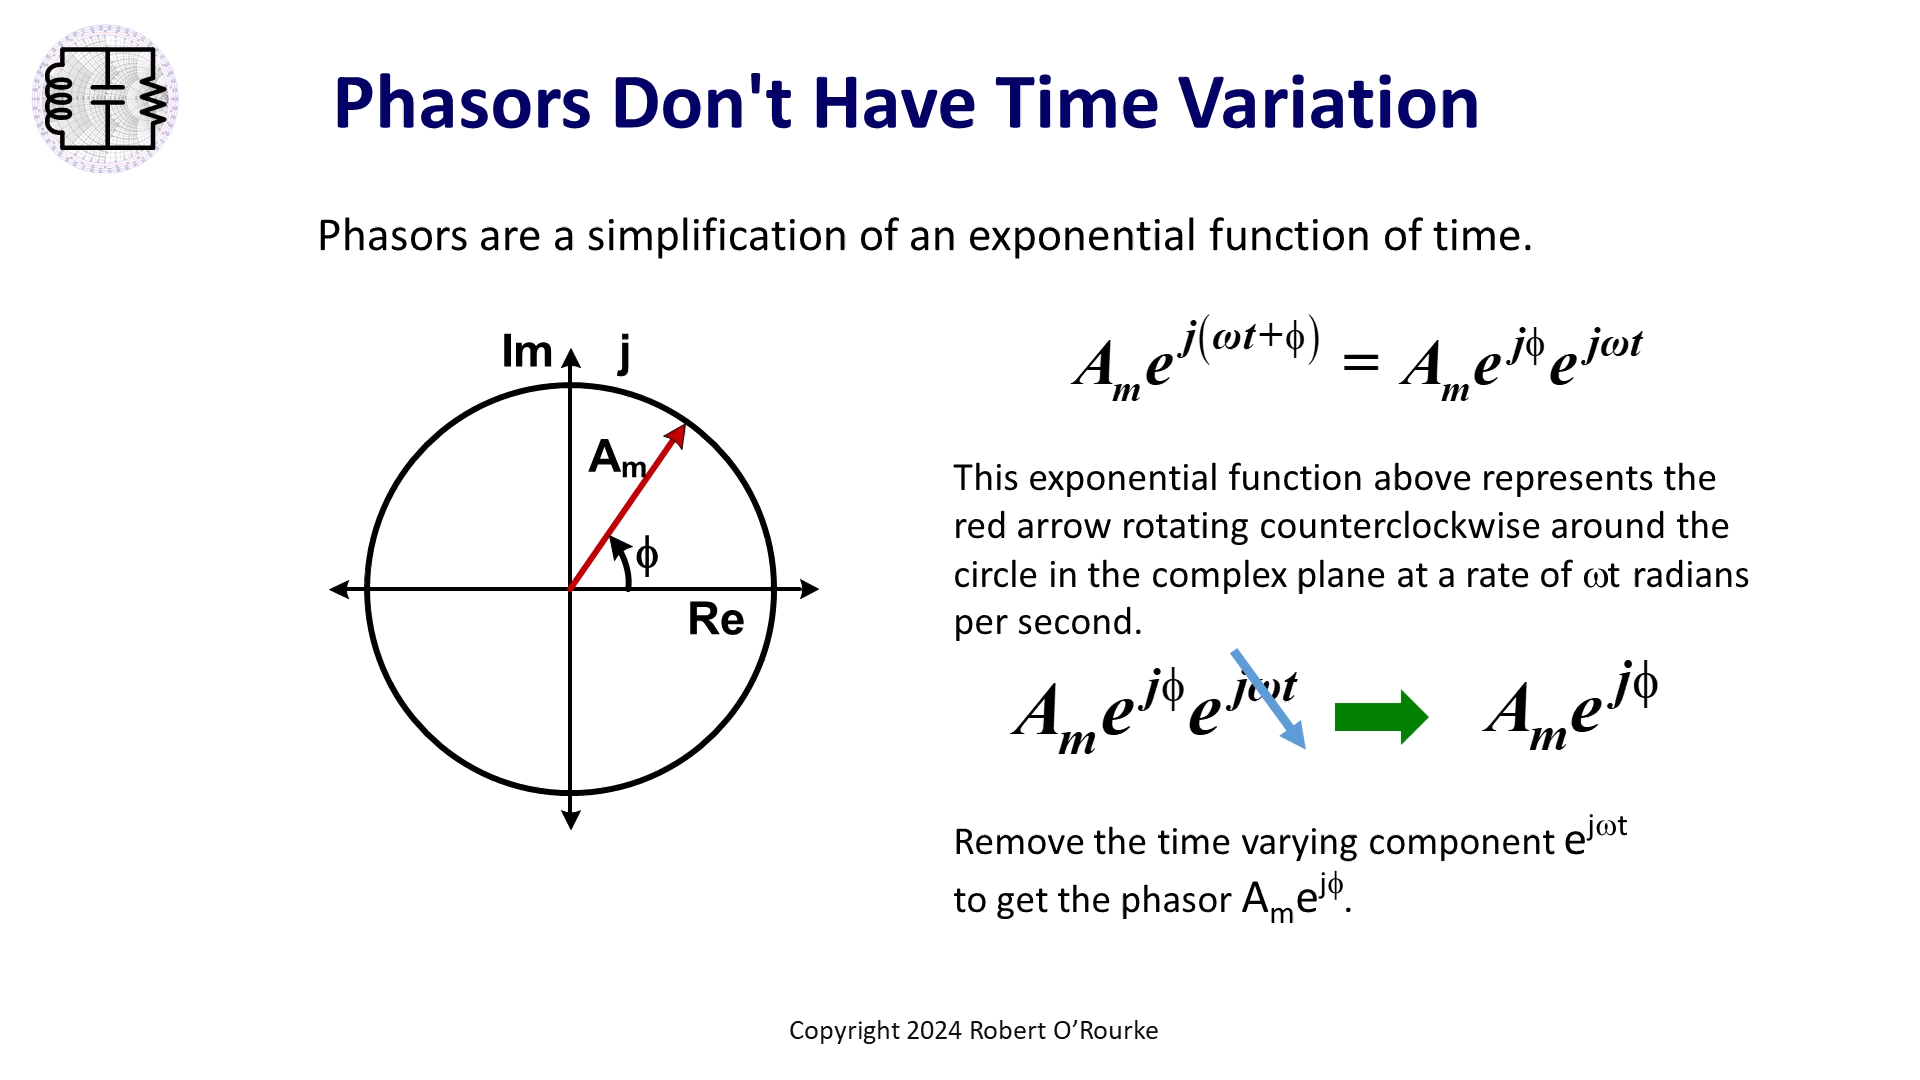 Phasors Don't Have Time Variation
Phasors are a simplification of an exponential function of time.
Im j
A_m
ϕ
Re
A_m e^{j(ωt+ϕ)} = A_m e^{jϕ} e^{jωt}
This exponential function above represents the
red arrow rotating counterclockwise around the
circle in the complex plane at a rate of ωt radians
per second.
A_m e^{jϕ} e^{jωt} A_m e^{jϕ}
Remove the time varying component e^{jωt}
to get the phasor A_m e^{jϕ}.
Copyright 2024 Robert O’Rourke